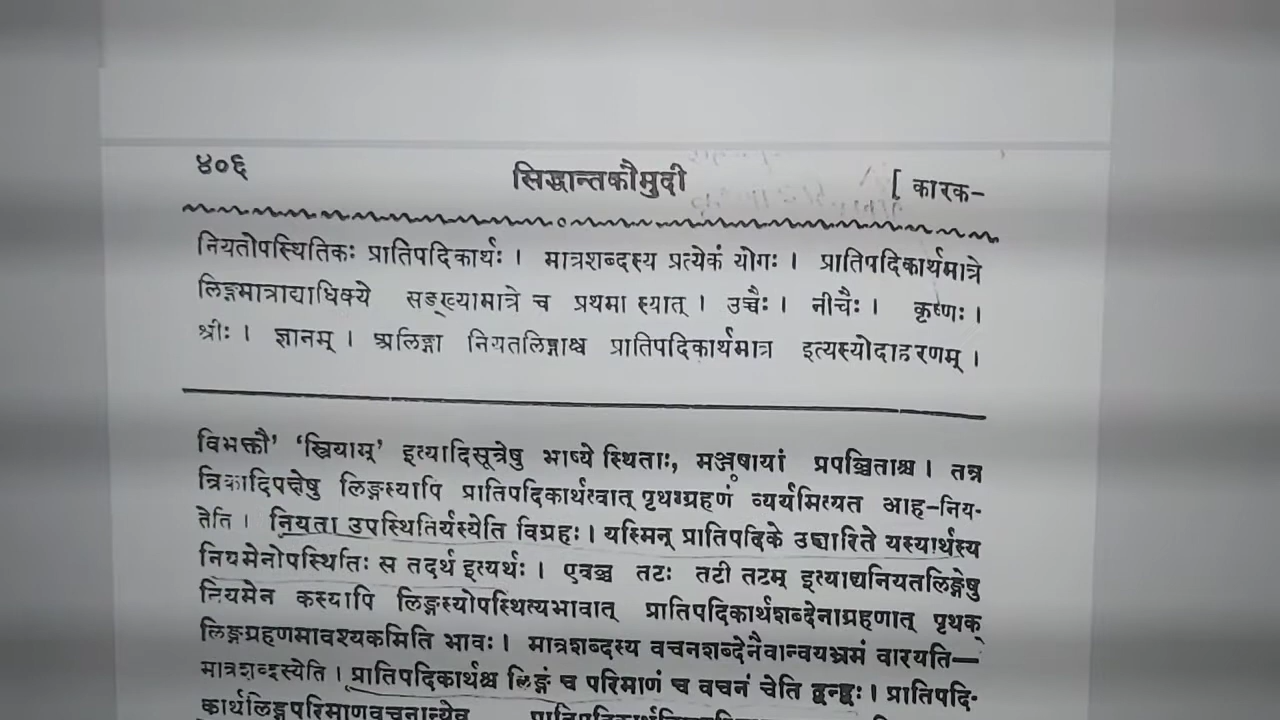 ४०६ सिद्धान्तकौमुदी [ कारक-
नियतोपस्थितिकः प्रातिपदिकार्थः । मात्रशब्दस्य प्रत्येकं योगः । प्रातिपदिकार्थमात्रे
लिङ्गमात्राद्याधिक्ये सङ्ख्यामात्रे च प्रथमा स्यात् । उच्चैः । नीचैः । कृष्णः ।
श्रीः । ज्ञानम् । अलिङ्गा नियतलिङ्गाश्च प्रातिपदिकार्थमात्र इत्यस्योदाहरणम् ।
विभक्तौ' 'स्त्रियाम्' इत्यादिसूत्रेषु भाष्ये स्थिताः, मञ्जूषायां प्रपञ्चिताश्च । तत्र
त्रिकादिपक्षेषु लिङ्गस्यापि प्रातिपदिकार्थत्वात् पृथग्ग्रहणं व्यर्थमित्यत आह-निय-
तेति । नियता उपस्थितिर्यस्येति विग्रहः । यस्मिन् प्रातिपदिके उच्चारिते यस्यार्थस्य
नियमेनोपस्थितिः स तदर्थ इत्यर्थः । एवञ्च तटः तटी तटम् इत्याद्यनियतलिङ्गेषु
नियमेन कस्यापि लिङ्गस्योपस्थित्यभावात् प्रातिपदिकार्थशब्देनाग्रहणात् पृथक्
लिङ्गग्रहणमावश्यकमिति भावः । मात्रशब्दस्य वचनशब्देनैवान्वयभ्रमं वारयति—
मात्रशब्दस्येति । प्रातिपदिकार्थश्च लिङ्गं च परिमाणं च वचनं चेति द्वन्द्वः । प्रातिपदि-
कार्थलिङ्गपरिमाणवचनान्येव